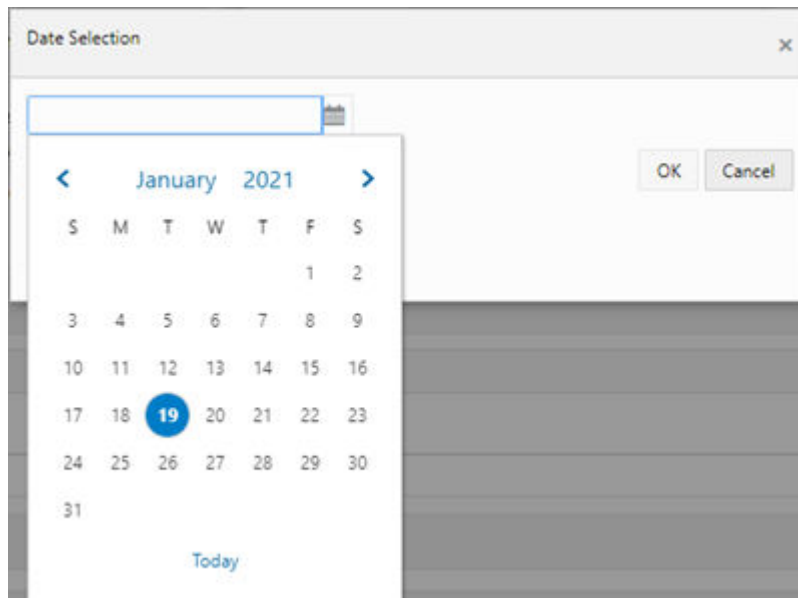 Date Selection
×
January 2021
OK
Cancel
S M T W T F S
1 2
3 4 5 6 7 8 9
10 11 12 13 14 15 16
17 18 19 20 21 22 23
24 25 26 27 28 29 30
31
Today